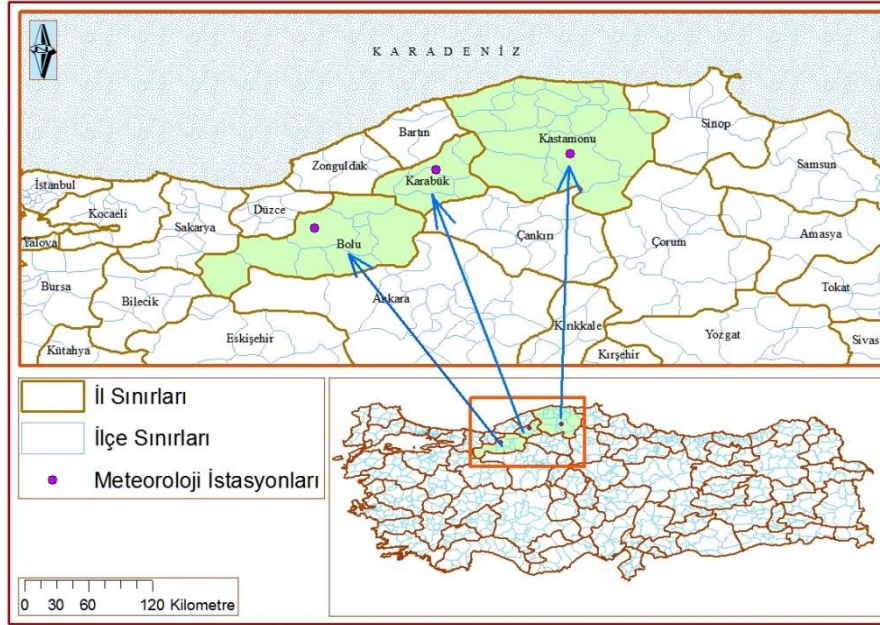 K A R A D E N İ Z
Sinop
Bartın
Kastamonu
Zonguldak
Samsun
Karabük
İstanbul
Kocaeli
Düzce
Sakarya
Yalova
Bolu
Çankırı
Çorum
Amasya
Bursa
Bilecik
Ankara
Tokat
Eskişehir
Kırıkkale
Yozgat
Sivas
Kütahya
Kırşehir
İl Sınırları
İlçe Sınırları
Meteoroloji İstasyonları
0 30 60 120 Kilometre